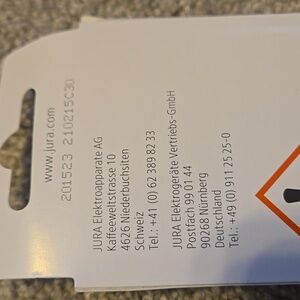 www.jura.com
201523 210215C30
JURA Elektroapparate AG
Kaffeeweltstrasse 10
4626 Niederbuchsiten
Schweiz
Tel.: +41 (0) 62 389 82 33
JURA Elektrogeräte Vertriebs-GmbH
Postfach 99 01 44
90268 Nürnberg
Deutschland
Tel.: +49 (0) 911 25 25-0